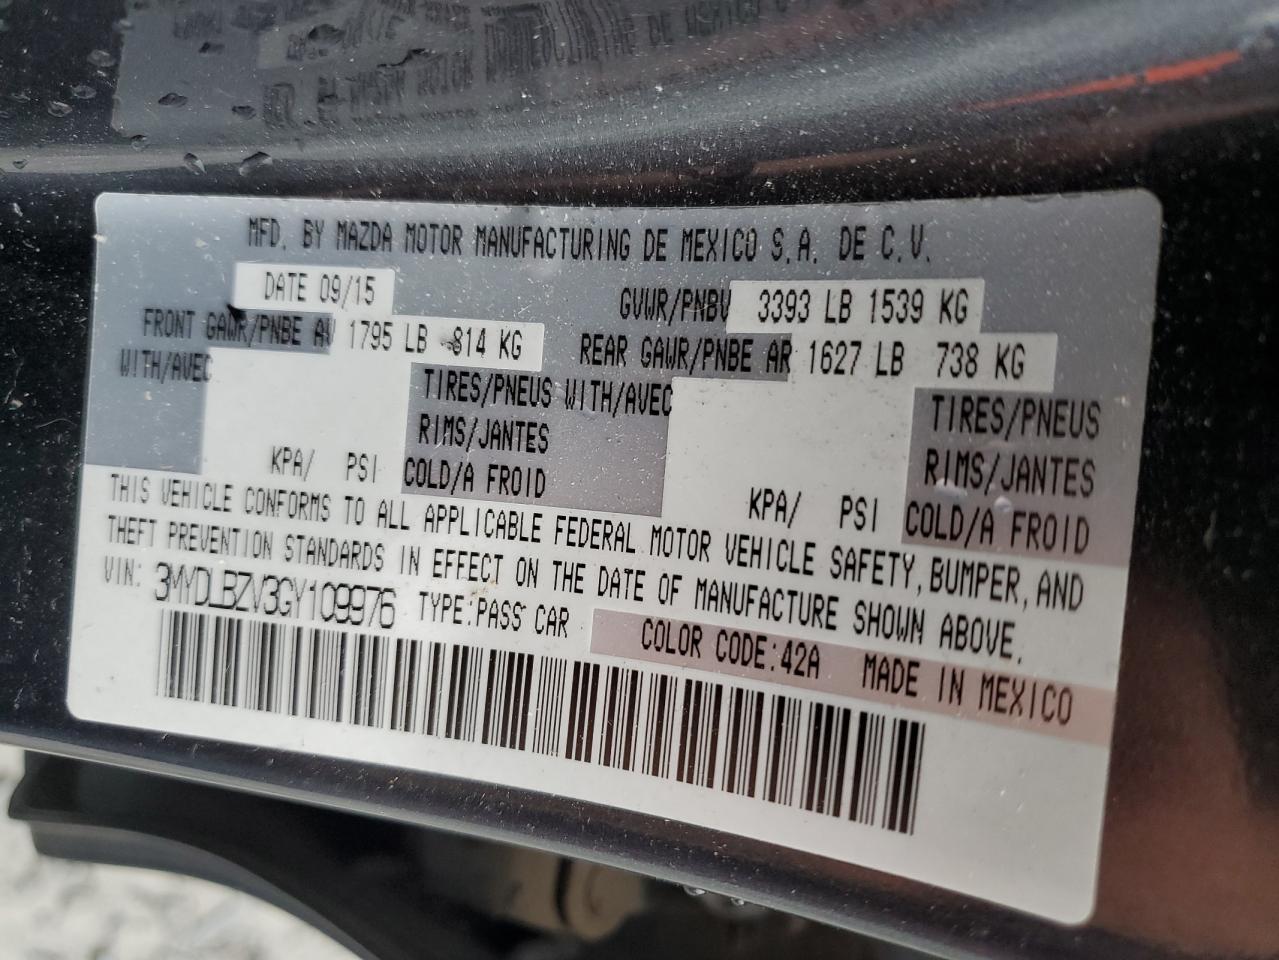 MFD. BY MAZDA MOTOR MANUFACTURING DE MEXICO S.A. DE C.V.
DATE 09/15 GVWR/PNBV 3393 LB 1539 KG
FRONT GAWR/PNBE AV 1795 LB 814 KG REAR GAWR/PNBE AR 1627 LB 738 KG
WITH/AVEC TIRES/PNEUS WITH/AVEC TIRES/PNEUS
RIMS/JANTES RIMS/JANTES
KPA/ PSI COLD/A FROID KPA/ PSI COLD/A FROID
THIS VEHICLE CONFORMS TO ALL APPLICABLE FEDERAL MOTOR VEHICLE SAFETY, BUMPER, AND
THEFT PREVENTION STANDARDS IN EFFECT ON THE DATE OF MANUFACTURE SHOWN ABOVE.
VIN: 3MYDLBZV3GY109976 TYPE:PASS CAR
COLOR CODE:42A MADE IN MEXICO